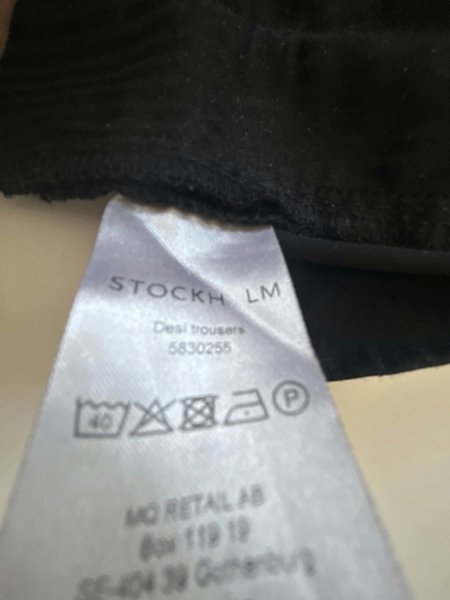 STOCKH LM
Desi trousers
5830255
40 P
MQ RETAIL AB
Box 119 19
SE-404 39 Gothenburg